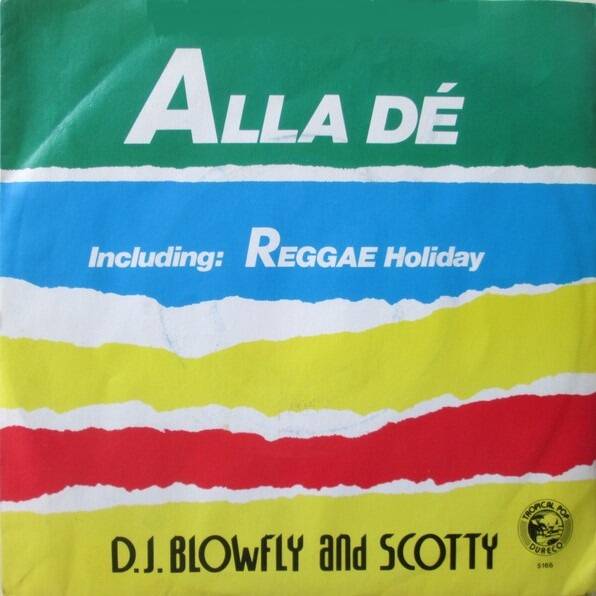 ALLA DÉ
Including: REGGAE Holiday
D.J. BLOWFLY and SCOTTY
TROPICAL POP
DURECO
5166